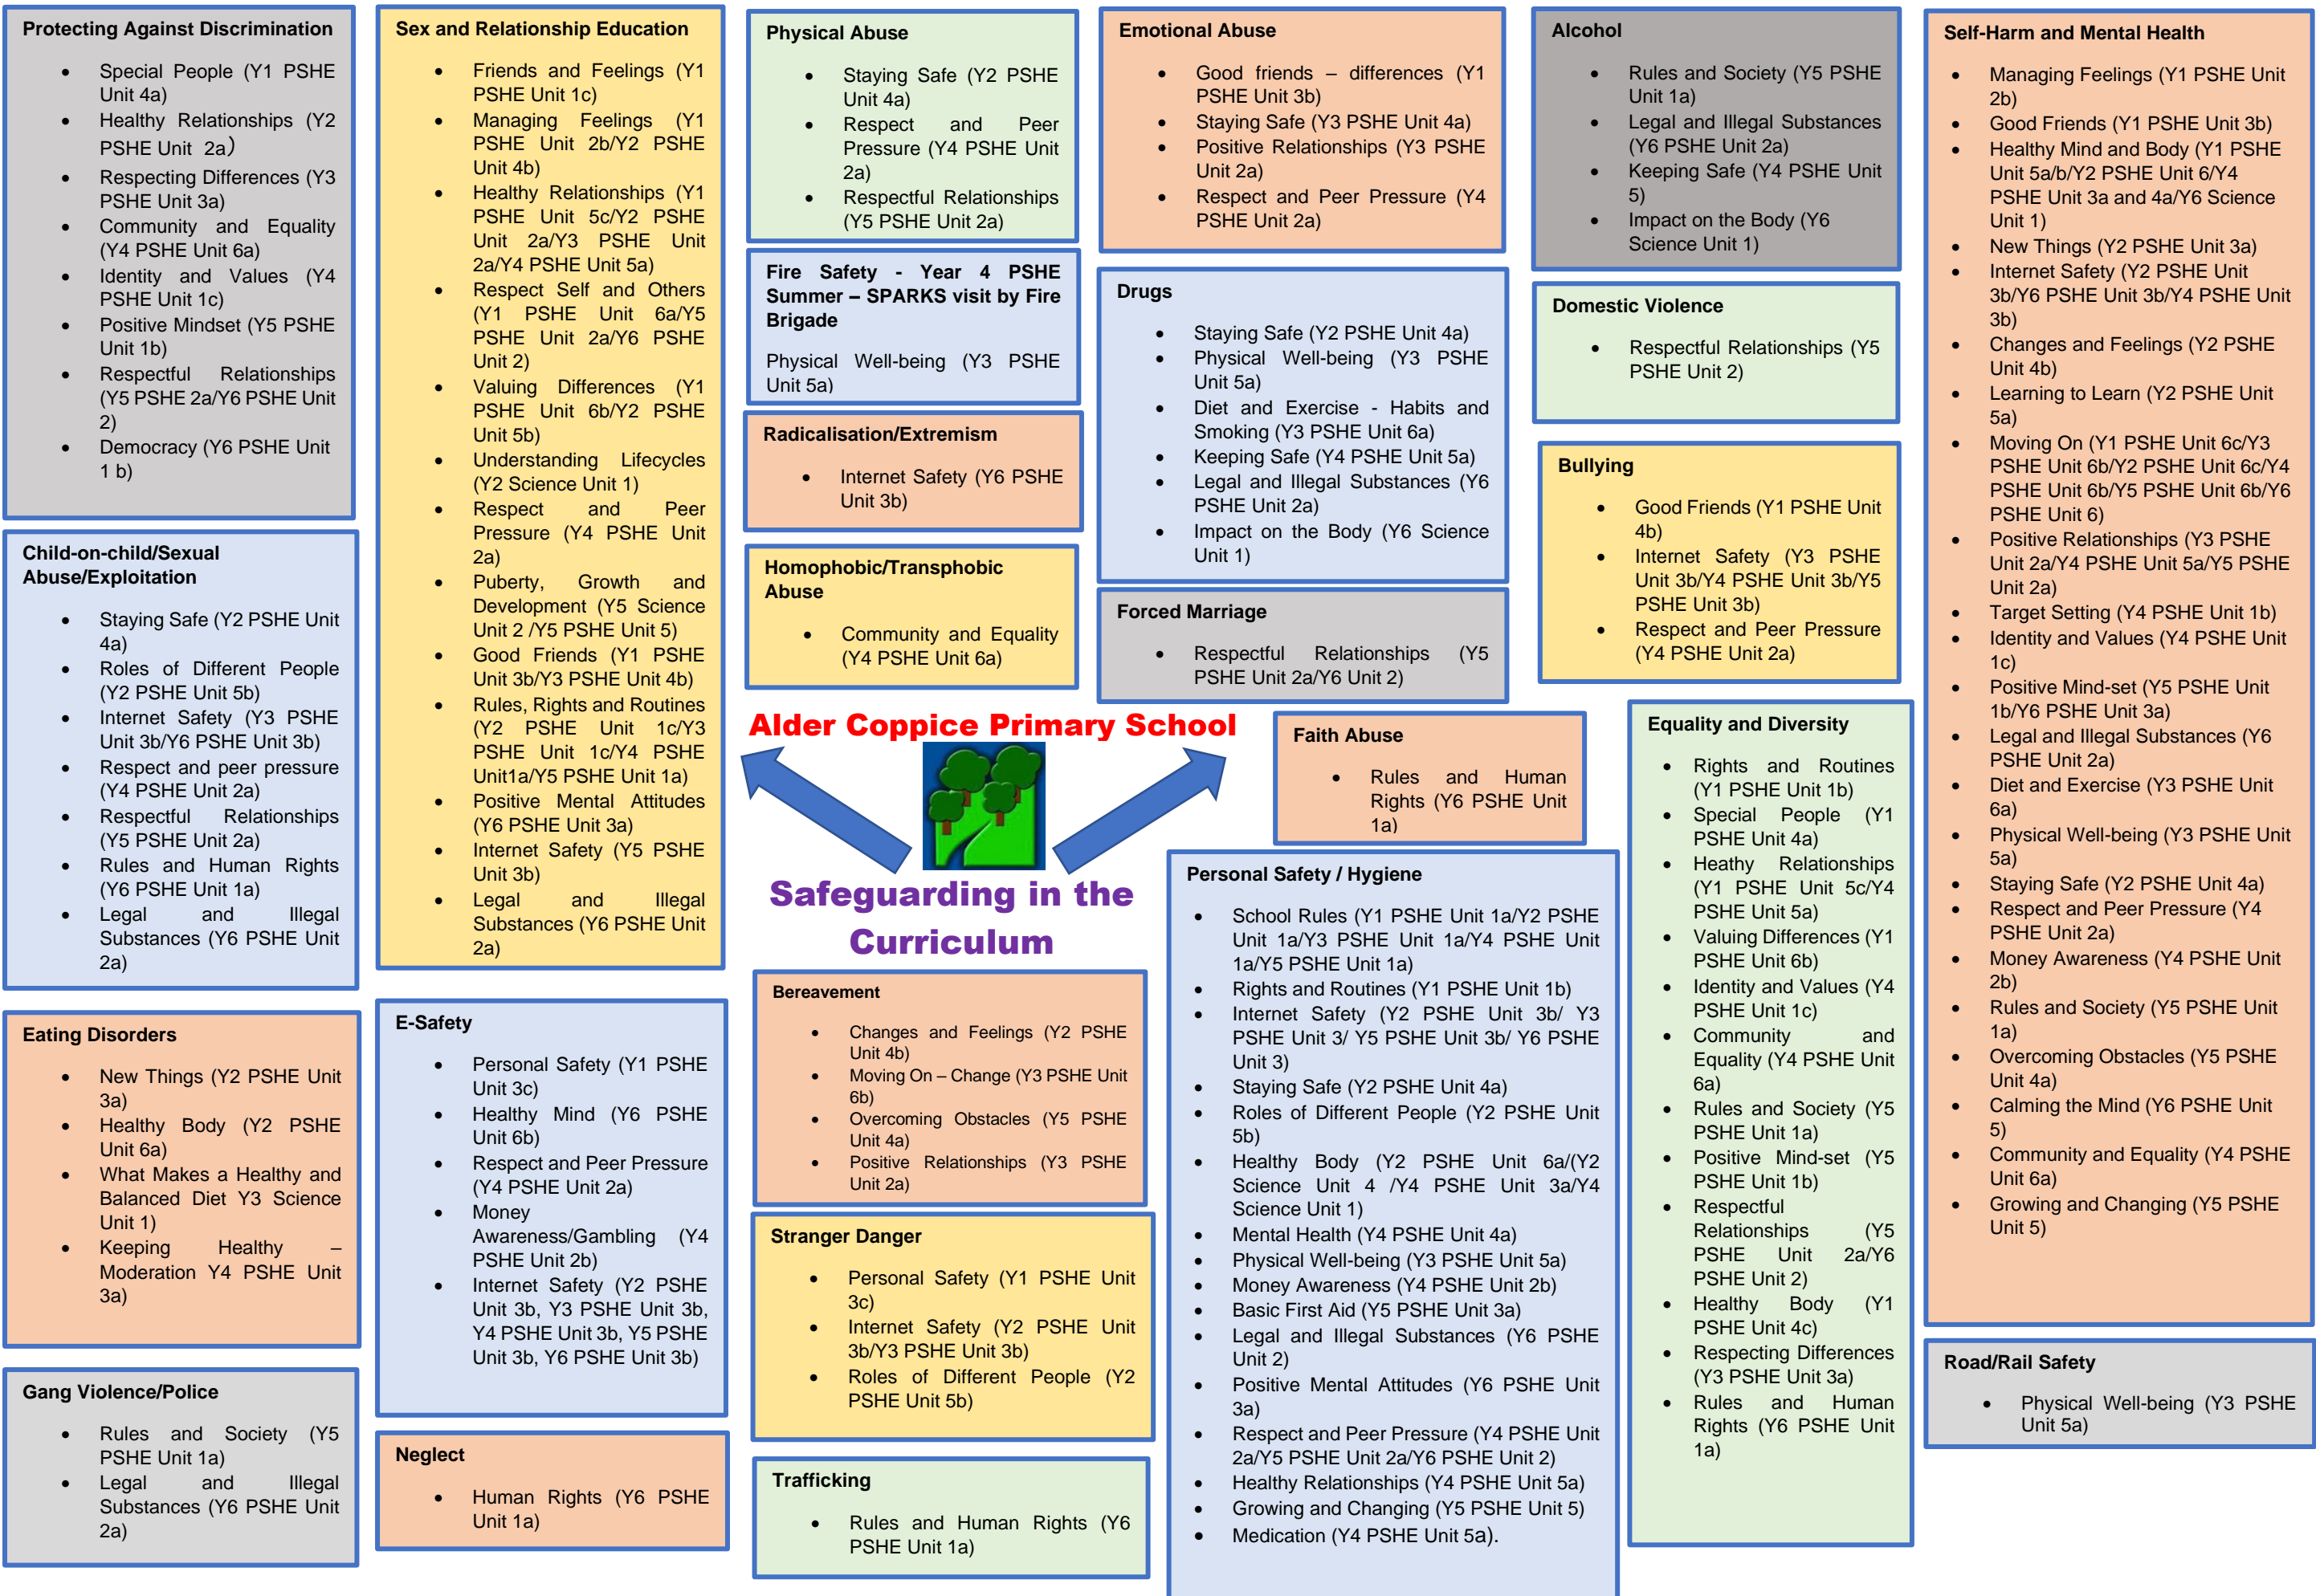 Protecting Against Discrimination
• Special People (Y1 PSHE
Unit 4a)
• Healthy Relationships (Y2
PSHE Unit 2a)
• Respecting Differences (Y3
PSHE Unit 3a)
• Community and Equality
(Y4 PSHE Unit 6a)
• Identity and Values (Y4
PSHE Unit 1c)
• Positive Mindset (Y5 PSHE
Unit 1b)
• Respectful Relationships
(Y5 PSHE 2a/Y6 PSHE Unit
2)
• Democracy (Y6 PSHE Unit
1 b)
Child-on-child/Sexual
Abuse/Exploitation
• Staying Safe (Y2 PSHE Unit
4a)
• Roles of Different People
(Y2 PSHE Unit 5b)
• Internet Safety (Y3 PSHE
Unit 3b/Y6 PSHE Unit 3b)
• Respect and peer pressure
(Y4 PSHE Unit 2a)
• Respectful Relationships
(Y5 PSHE Unit 2a)
• Rules and Human Rights
(Y6 PSHE Unit 1a)
• Legal and Illegal
Substances (Y6 PSHE Unit
2a)
Eating Disorders
• New Things (Y2 PSHE Unit
3a)
• Healthy Body (Y2 PSHE
Unit 6a)
• What Makes a Healthy and
Balanced Diet Y3 Science
Unit 1)
• Keeping Healthy –
Moderation Y4 PSHE Unit
3a)
Gang Violence/Police
• Rules and Society (Y5
PSHE Unit 1a)
• Legal and Illegal
Substances (Y6 PSHE Unit
2a)
Sex and Relationship Education
• Friends and Feelings (Y1
PSHE Unit 1c)
• Managing Feelings (Y1
PSHE Unit 2b/Y2 PSHE
Unit 4b)
• Healthy Relationships (Y1
PSHE Unit 5c/Y2 PSHE
Unit 2a/Y3 PSHE Unit
2a/Y4 PSHE Unit 5a)
• Respect Self and Others
(Y1 PSHE Unit 6a/Y5
PSHE Unit 2a/Y6 PSHE
Unit 2)
• Valuing Differences (Y1
PSHE Unit 6b/Y2 PSHE
Unit 5b)
• Understanding Lifecycles
(Y2 Science Unit 1)
• Respect and Peer
Pressure (Y4 PSHE Unit
2a)
• Puberty, Growth and
Development (Y5 Science
Unit 2 /Y5 PSHE Unit 5)
• Good Friends (Y1 PSHE
Unit 3b/Y3 PSHE Unit 4b)
• Rules, Rights and Routines
(Y2 PSHE Unit 1c/Y3
PSHE Unit 1c/Y4 PSHE
Unit1a/Y5 PSHE Unit 1a)
• Positive Mental Attitudes
(Y6 PSHE Unit 3a)
• Internet Safety (Y5 PSHE
Unit 3b)
• Legal and Illegal
Substances (Y6 PSHE Unit
2a)
E-Safety
• Personal Safety (Y1 PSHE
Unit 3c)
• Healthy Mind (Y6 PSHE
Unit 6b)
• Respect and Peer Pressure
(Y4 PSHE Unit 2a)
• Money
Awareness/Gambling (Y4
PSHE Unit 2b)
• Internet Safety (Y2 PSHE
Unit 3b, Y3 PSHE Unit 3b,
Y4 PSHE Unit 3b, Y5 PSHE
Unit 3b, Y6 PSHE Unit 3b)
Neglect
• Human Rights (Y6 PSHE
Unit 1a)
Physical Abuse
• Staying Safe (Y2 PSHE
Unit 4a)
• Respect and Peer
Pressure (Y4 PSHE Unit
2a)
• Respectful Relationships
(Y5 PSHE Unit 2a)
Fire Safety - Year 4 PSHE
Summer – SPARKS visit by Fire
Brigade
Physical Well-being (Y3 PSHE
Unit 5a)
Radicalisation/Extremism
• Internet Safety (Y6 PSHE
Unit 3b)
Homophobic/Transphobic
Abuse
• Community and Equality
(Y4 PSHE Unit 6a)
Emotional Abuse
• Good friends – differences (Y1
PSHE Unit 3b)
• Staying Safe (Y3 PSHE Unit 4a)
• Positive Relationships (Y3 PSHE
Unit 2a)
• Respect and Peer Pressure (Y4
PSHE Unit 2a)
Drugs
• Staying Safe (Y2 PSHE Unit 4a)
• Physical Well-being (Y3 PSHE
Unit 5a)
• Diet and Exercise - Habits and
Smoking (Y3 PSHE Unit 6a)
• Keeping Safe (Y4 PSHE Unit 5a)
• Legal and Illegal Substances (Y6
PSHE Unit 2a)
• Impact on the Body (Y6 Science
Unit 1)
Forced Marriage
• Respectful Relationships (Y5
PSHE Unit 2a/Y6 Unit 2)
Alder Coppice Primary School
Safeguarding in the
Curriculum
Bereavement
• Changes and Feelings (Y2 PSHE
Unit 4b)
• Moving On – Change (Y3 PSHE Unit
6b)
• Overcoming Obstacles (Y5 PSHE
Unit 4a)
• Positive Relationships (Y3 PSHE
Unit 2a)
Stranger Danger
• Personal Safety (Y1 PSHE Unit
3c)
• Internet Safety (Y2 PSHE Unit
3b/Y3 PSHE Unit 3b)
• Roles of Different People (Y2
PSHE Unit 5b)
Trafficking
• Rules and Human Rights (Y6
PSHE Unit 1a)
Alcohol
• Rules and Society (Y5 PSHE
Unit 1a)
• Legal and Illegal Substances
(Y6 PSHE Unit 2a)
• Keeping Safe (Y4 PSHE Unit
5)
• Impact on the Body (Y6
Science Unit 1)
Domestic Violence
• Respectful Relationships (Y5
PSHE Unit 2)
Bullying
• Good Friends (Y1 PSHE Unit
4b)
• Internet Safety (Y3 PSHE
Unit 3b/Y4 PSHE Unit 3b/Y5
PSHE Unit 3b)
• Respect and Peer Pressure
(Y4 PSHE Unit 2a)
Faith Abuse
• Rules and Human
Rights (Y6 PSHE Unit
1a)
Personal Safety / Hygiene
• School Rules (Y1 PSHE Unit 1a/Y2 PSHE
Unit 1a/Y3 PSHE Unit 1a/Y4 PSHE Unit
1a/Y5 PSHE Unit 1a)
• Rights and Routines (Y1 PSHE Unit 1b)
• Internet Safety (Y2 PSHE Unit 3b/ Y3
PSHE Unit 3/ Y5 PSHE Unit 3b/ Y6 PSHE
Unit 3)
• Staying Safe (Y2 PSHE Unit 4a)
• Roles of Different People (Y2 PSHE Unit
5b)
• Healthy Body (Y2 PSHE Unit 6a/(Y2
Science Unit 4 /Y4 PSHE Unit 3a/Y4
Science Unit 1)
• Mental Health (Y4 PSHE Unit 4a)
• Physical Well-being (Y3 PSHE Unit 5a)
• Money Awareness (Y4 PSHE Unit 2b)
• Basic First Aid (Y5 PSHE Unit 3a)
• Legal and Illegal Substances (Y6 PSHE
Unit 2)
• Positive Mental Attitudes (Y6 PSHE Unit
3a)
• Respect and Peer Pressure (Y4 PSHE Unit
2a/Y5 PSHE Unit 2a/Y6 PSHE Unit 2)
• Healthy Relationships (Y4 PSHE Unit 5a)
• Growing and Changing (Y5 PSHE Unit 5)
• Medication (Y4 PSHE Unit 5a).
Equality and Diversity
• Rights and Routines
(Y1 PSHE Unit 1b)
• Special People (Y1
PSHE Unit 4a)
• Heathy Relationships
(Y1 PSHE Unit 5c/Y4
PSHE Unit 5a)
• Valuing Differences (Y1
PSHE Unit 6b)
• Identity and Values (Y4
PSHE Unit 1c)
• Community and
Equality (Y4 PSHE Unit
6a)
• Rules and Society (Y5
PSHE Unit 1a)
• Positive Mind-set (Y5
PSHE Unit 1b)
• Respectful
Relationships (Y5
PSHE Unit 2a/Y6
PSHE Unit 2)
• Healthy Body (Y1
PSHE Unit 4c)
• Respecting Differences
(Y3 PSHE Unit 3a)
• Rules and Human
Rights (Y6 PSHE Unit
1a)
Self-Harm and Mental Health
• Managing Feelings (Y1 PSHE Unit
2b)
• Good Friends (Y1 PSHE Unit 3b)
• Healthy Mind and Body (Y1 PSHE
Unit 5a/b/Y2 PSHE Unit 6/Y4
PSHE Unit 3a and 4a/Y6 Science
Unit 1)
• New Things (Y2 PSHE Unit 3a)
• Internet Safety (Y2 PSHE Unit
3b/Y6 PSHE Unit 3b/Y4 PSHE Unit
3b)
• Changes and Feelings (Y2 PSHE
Unit 4b)
• Learning to Learn (Y2 PSHE Unit
5a)
• Moving On (Y1 PSHE Unit 6c/Y3
PSHE Unit 6b/Y2 PSHE Unit 6c/Y4
PSHE Unit 6b/Y5 PSHE Unit 6b/Y6
PSHE Unit 6)
• Positive Relationships (Y3 PSHE
Unit 2a/Y4 PSHE Unit 5a/Y5 PSHE
Unit 2a)
• Target Setting (Y4 PSHE Unit 1b)
• Identity and Values (Y4 PSHE Unit
1c)
• Positive Mind-set (Y5 PSHE Unit
1b/Y6 PSHE Unit 3a)
• Legal and Illegal Substances (Y6
PSHE Unit 2a)
• Diet and Exercise (Y3 PSHE Unit
6a)
• Physical Well-being (Y3 PSHE Unit
5a)
• Staying Safe (Y2 PSHE Unit 4a)
• Respect and Peer Pressure (Y4
PSHE Unit 2a)
• Money Awareness (Y4 PSHE Unit
2b)
• Rules and Society (Y5 PSHE Unit
1a)
• Overcoming Obstacles (Y5 PSHE
Unit 4a)
• Calming the Mind (Y6 PSHE Unit
5)
• Community and Equality (Y4 PSHE
Unit 6a)
• Growing and Changing (Y5 PSHE
Unit 5)
Road/Rail Safety
• Physical Well-being (Y3 PSHE
Unit 5a)